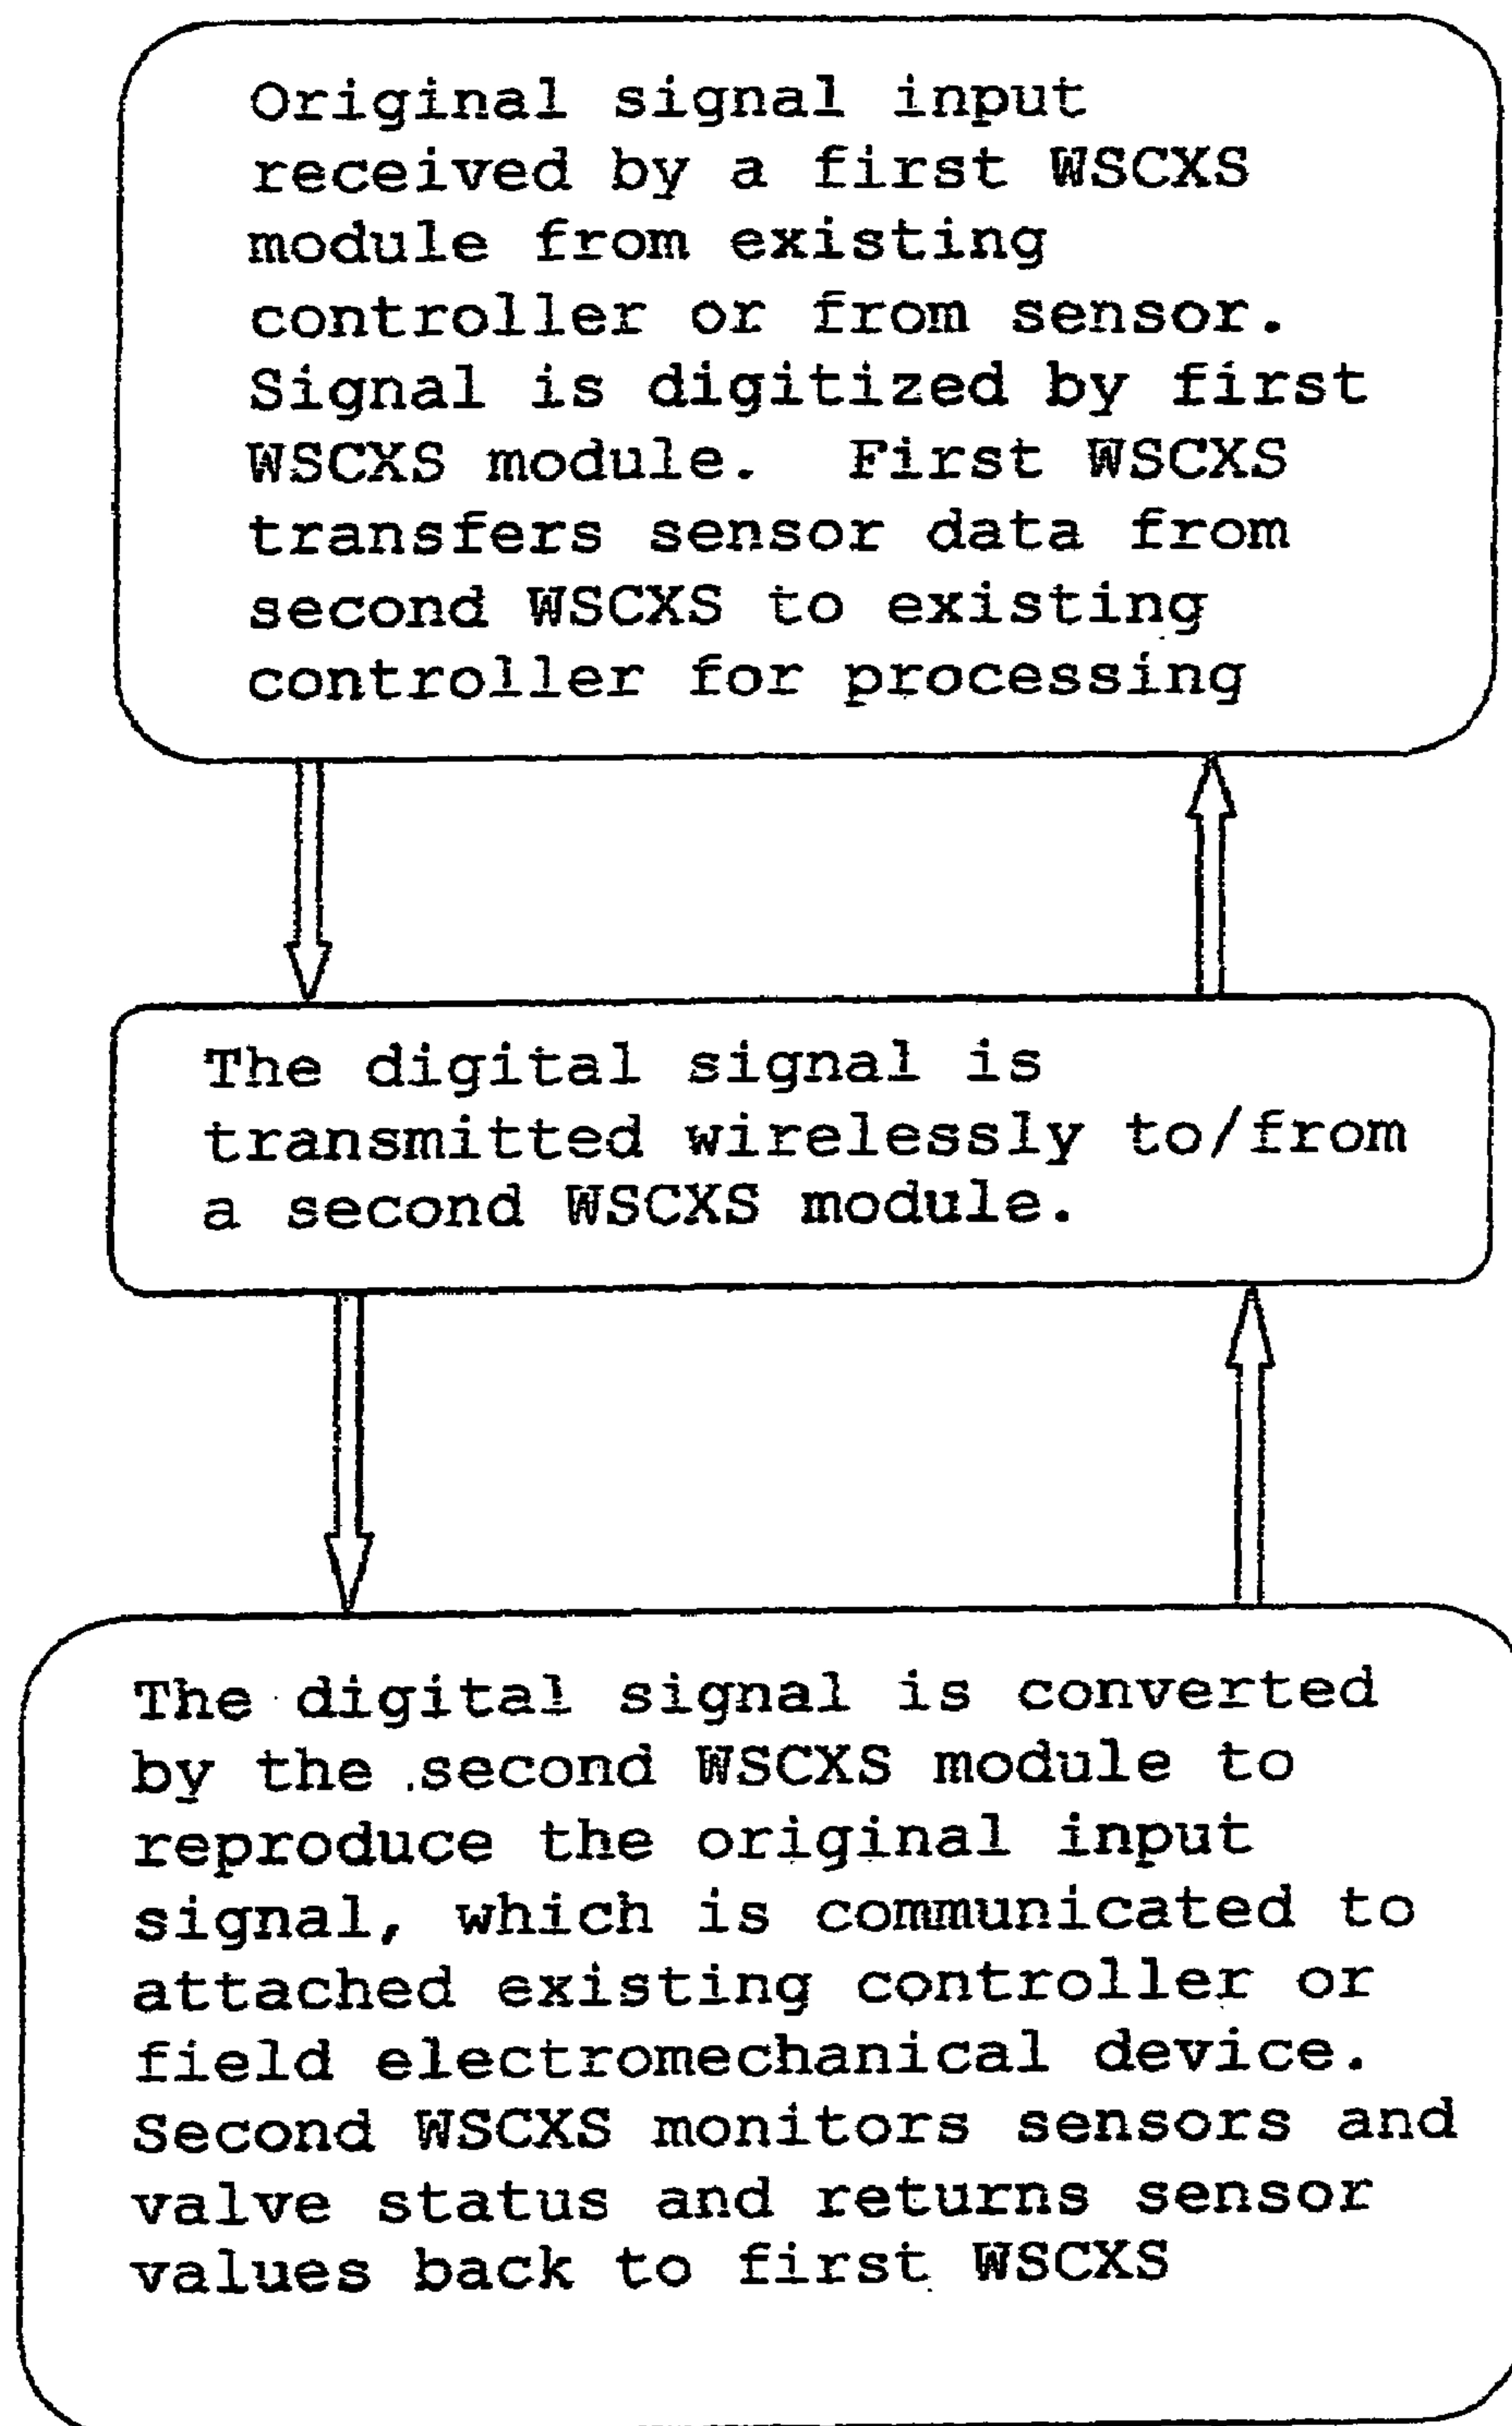 Original signal input
received by a first WSCXS
module from existing
controller or from sensor.
Signal is digitized by first
WSCXS module. First WSCXS
transfers sensor data from
second WSCXS to existing
controller for processing
The digital signal is
transmitted wirelessly to/from
a second WSCXS module.
The digital signal is converted
by the second WSCXS module to
reproduce the original input
signal, which is communicated to
attached existing controller or
field electromechanical device.
Second WSCXS monitors sensors and
valve status and returns sensor
values back to first WSCXS